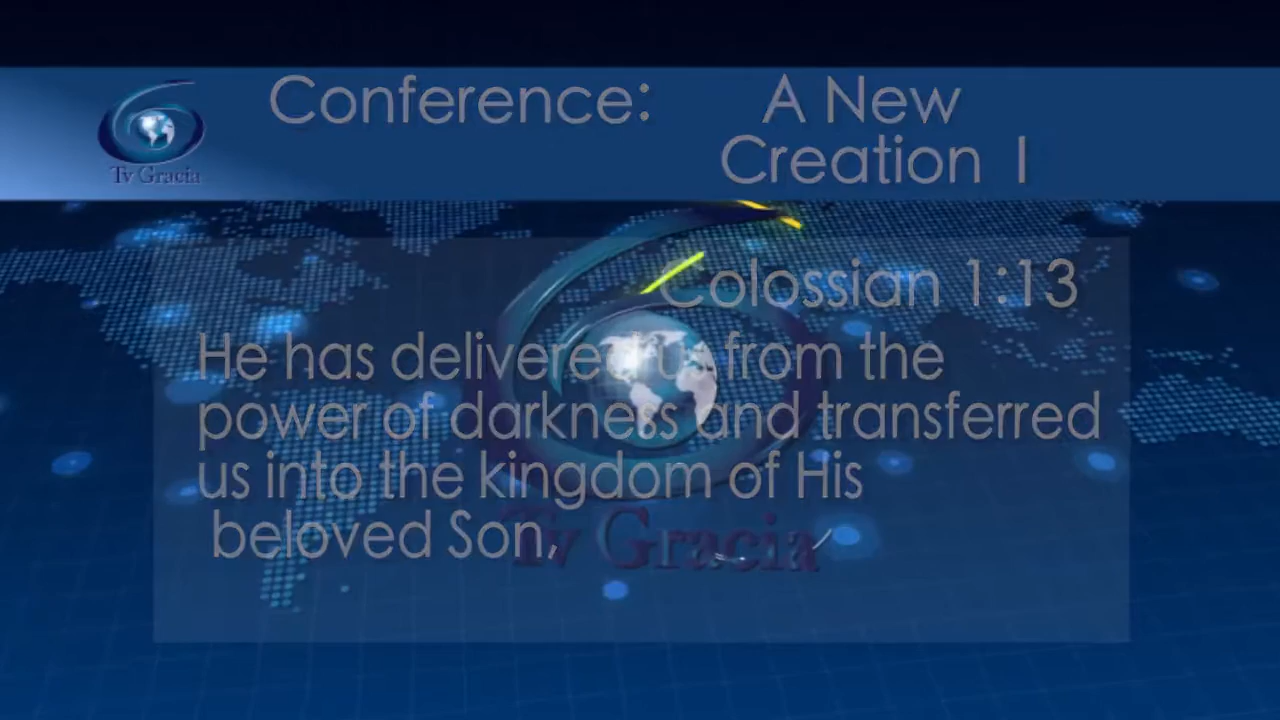 Conference: A New
Creation I
Tv Gracia
Colossian 1:13
He has delivered us from the
power of darkness and transferred
us into the kingdom of His
beloved Son,
Tv Gracia